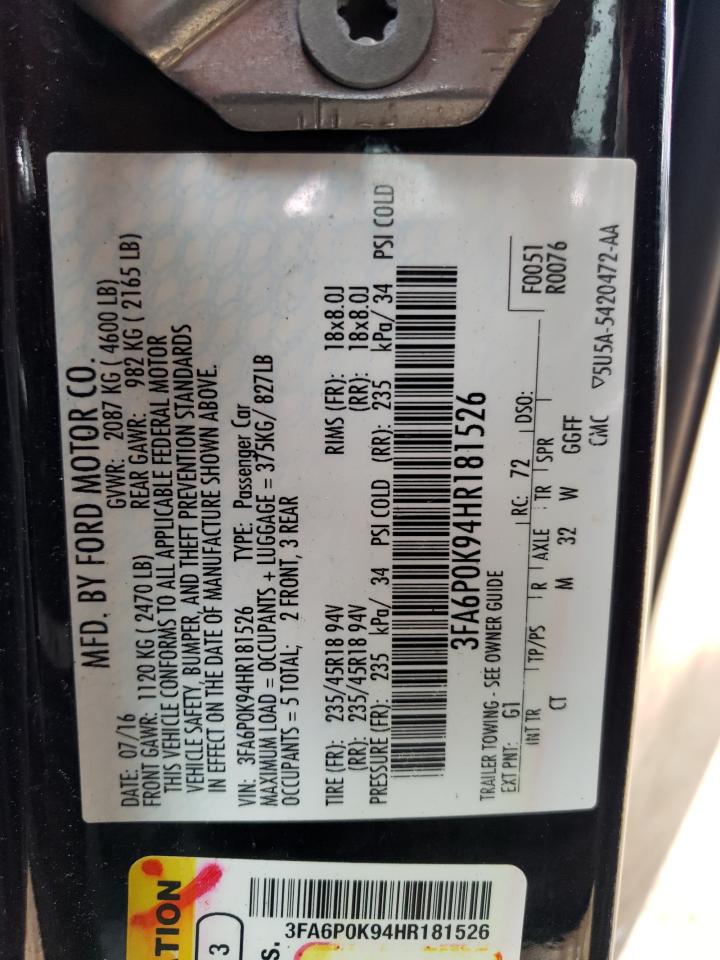 MFD. BY FORD MOTOR CO.
DATE: 07/16 GVWR: 2087 KG ( 4600 LB)
FRONT GAWR: 1120 KG ( 2470 LB) REAR GAWR: 982 KG ( 2165 LB)
THIS VEHICLE CONFORMS TO ALL APPLICABLE FEDERAL MOTOR
VEHICLE SAFETY, BUMPER, AND THEFT PREVENTION STANDARDS
IN EFFECT ON THE DATE OF MANUFACTURE SHOWN ABOVE.
VIN: 3FA6P0K94HR181526 TYPE: Passenger Car
MAXIMUM LOAD = OCCUPANTS + LUGGAGE = 375KG/ 827LB
OCCUPANTS = 5 TOTAL; 2 FRONT, 3 REAR
TIRE (FR): 235/45R18 94V RIMS (FR): 18x8.0J
(RR): 235/45R18 94V (RR): 18x8.0J
PRESSURE (FR): 235 kPa/ 34 PSI COLD (RR): 235 kPa/ 34 PSI COLD
3FA6P0K94HR181526
TRAILER TOWING - SEE OWNER GUIDE F0051
EXT PNT: G1 RC: 72 DSO: R0076
INT TR TP/PS R AXLE TR SPR
CT M 32 W GGFF
CMC ▽5U5A-5420472-AA
3FA6P0K94HR181526
ATION
3 s.